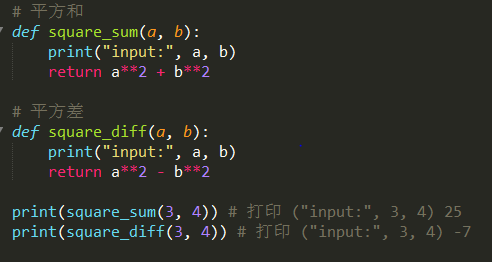 # 平方和
def square_sum(a, b):
    print("input:", a, b)
    return a**2 + b**2
# 平方差
def square_diff(a, b):
    print("input:", a, b)
    return a**2 - b**2
print(square_sum(3, 4)) # 打印 ("input:", 3, 4) 25
print(square_diff(3, 4)) # 打印 ("input:", 3, 4) -7